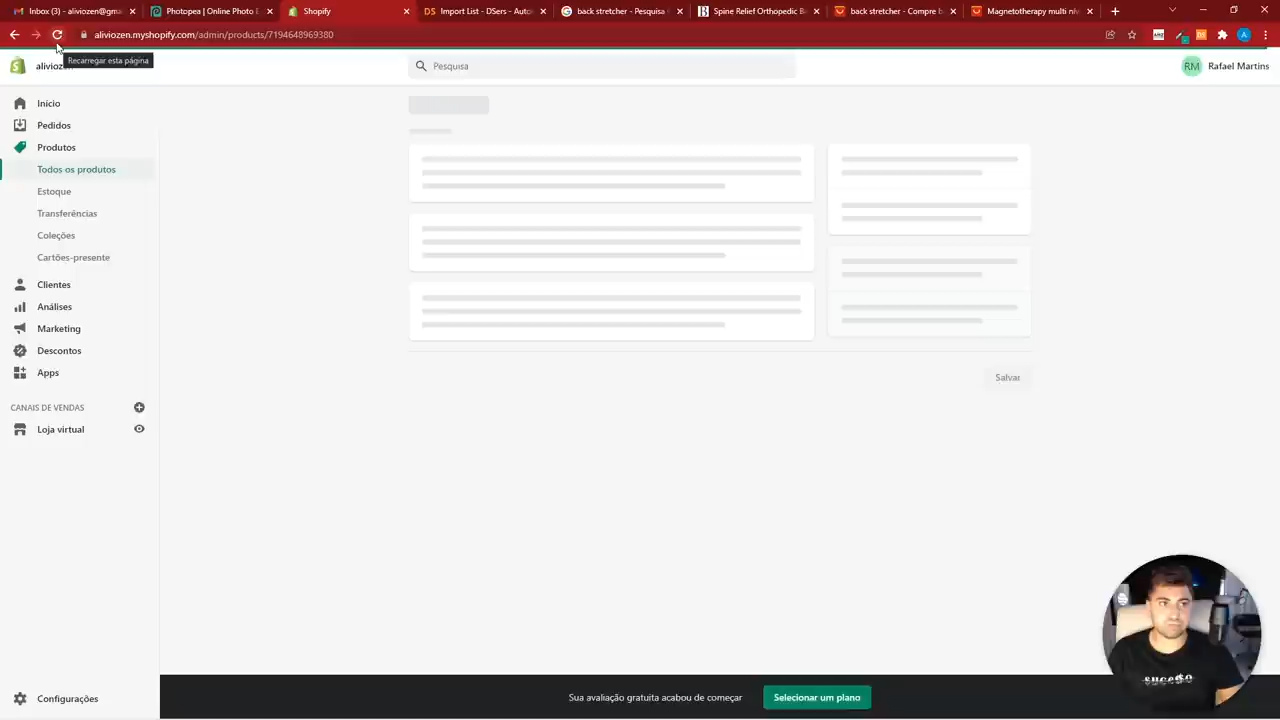 Inbox (3) - aliviozen@gma
Photopea | Online Photo E
Shopify
Import List - DSers - Auto
back stretcher - Pesquisa
Spine Relief Orthopedic B
back stretcher - Compre b
Magnetotherapy multi nív
aliviozen.myshopify.com/admin/products/7194648969380
Recarregar esta página
aliviozen
Pesquisa
RM
Rafael Martins
Início
Pedidos
Produtos
Todos os produtos
Estoque
Transferências
Coleções
Cartões-presente
Clientes
Análises
Marketing
Descontos
Apps
Salvar
CANAIS DE VENDAS
Loja virtual
Configurações
Sua avaliação gratuita acabou de começar
Selecionar um plano